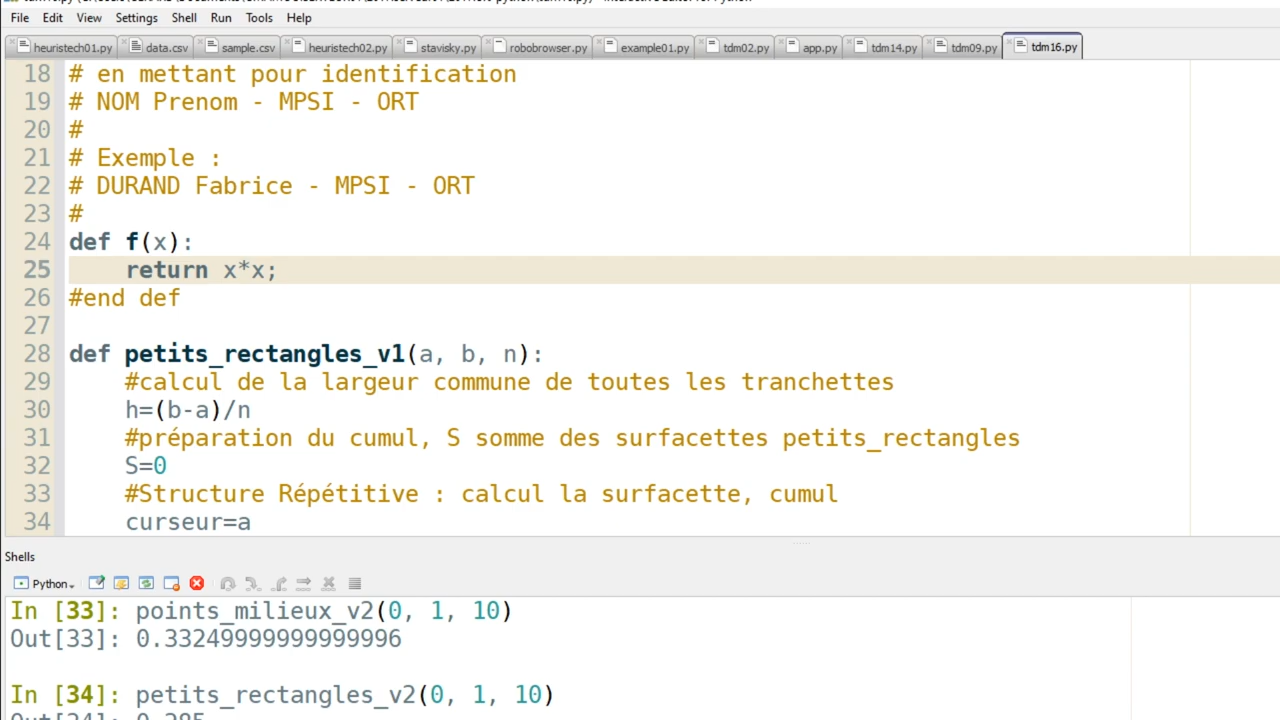 File Edit View Settings Shell Run Tools Help
heuristech01.py data.csv sample.csv heuristech02.py stavisky.py robobrowser.py example01.py tdm02.py app.py tdm14.py tdm09.py tdm16.py
18 # en mettant pour identification
19 # NOM Prenom - MPSI - ORT
20 #
21 # Exemple :
22 # DURAND Fabrice - MPSI - ORT
23 #
24 def f(x):
25 return x*x;
26 #end def
27
28 def petits_rectangles_v1(a, b, n):
29 #calcul de la largeur commune de toutes les tranchettes
30 h=(b-a)/n
31 #préparation du cumul, S somme des surfacettes petits_rectangles
32 S=0
33 #Structure Répétitive : calcul la surfacette, cumul
34 curseur=a
Shells
Python
In [33]: points_milieux_v2(0, 1, 10)
Out[33]: 0.33249999999999996
In [34]: petits_rectangles_v2(0, 1, 10)
Out[34]: 0.285